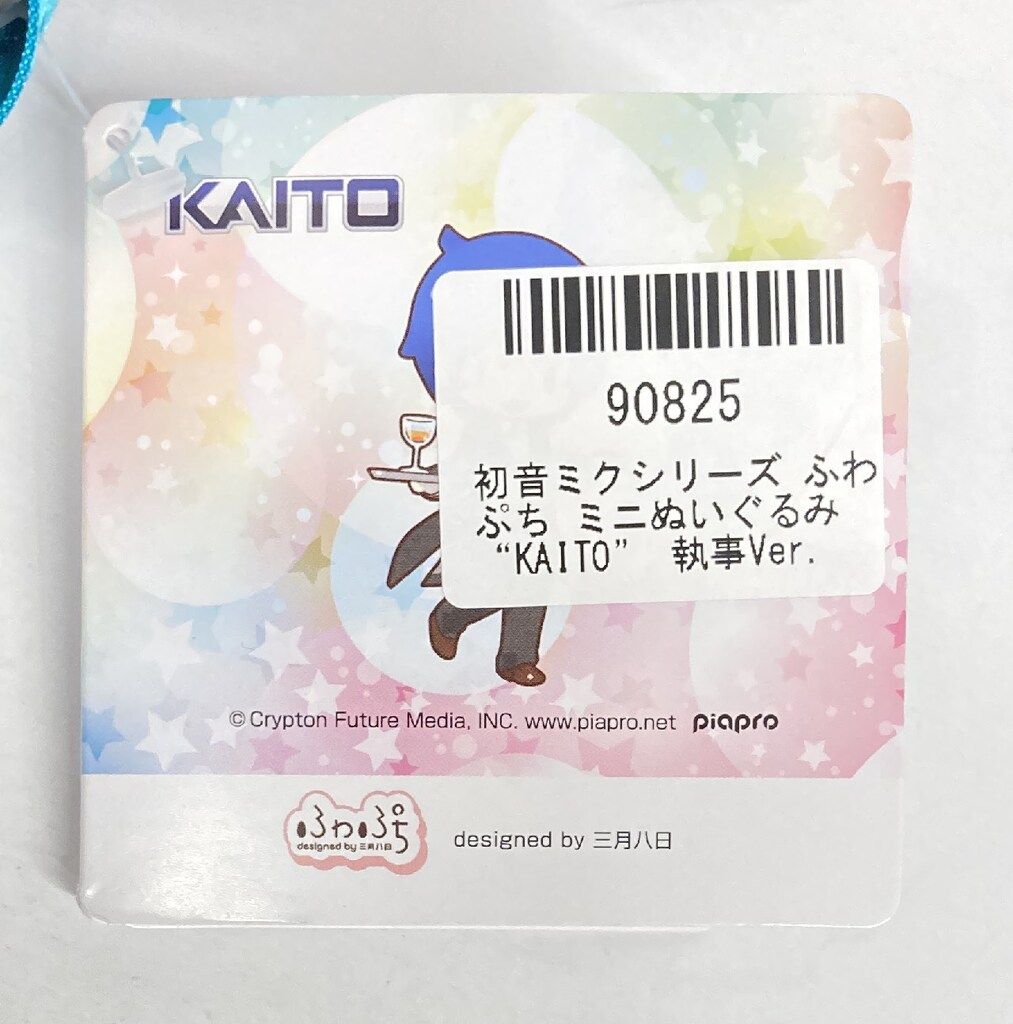 KAITO
90825
初音ミクシリーズ ふわ
ぷち ミニぬいぐるみ
“KAITO” 執事Ver.
© Crypton Future Media, INC. www.piapro.net piapro
ふわぷち
designed by 三月八日
designed by 三月八日